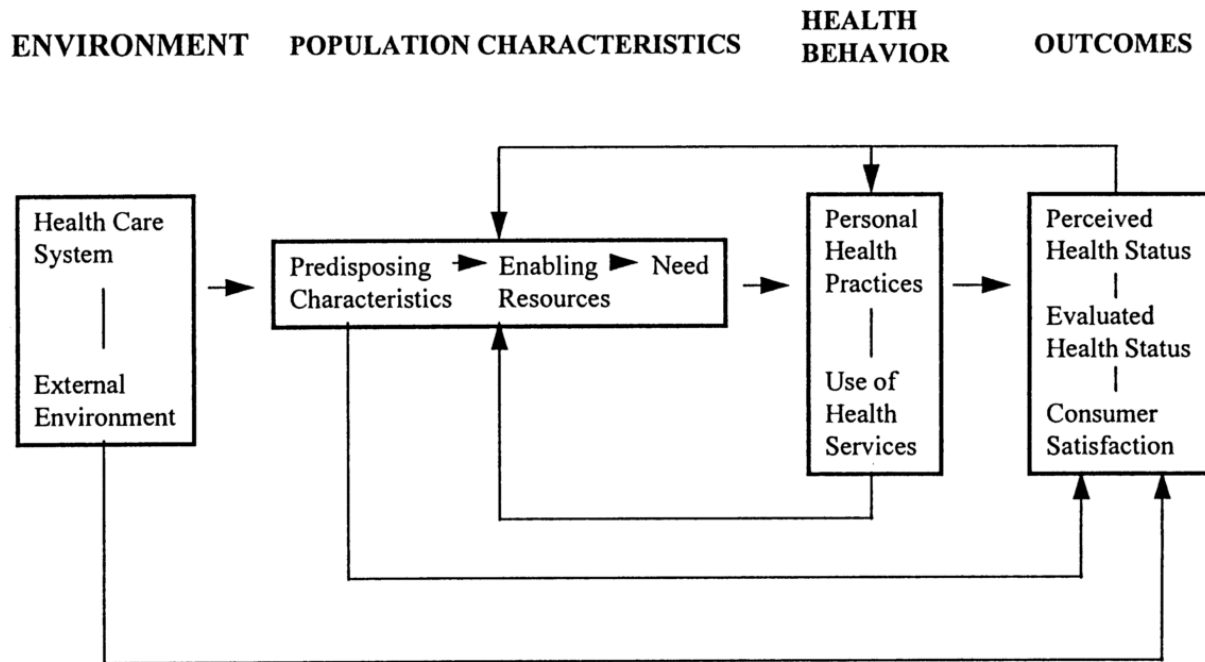 ENVIRONMENT
POPULATION CHARACTERISTICS
HEALTH
BEHAVIOR
OUTCOMES
Health Care
System
External
Environment
Predisposing
Characteristics
Enabling
Resources
Need
Personal
Health
Practices
Use of
Health
Services
Perceived
Health Status
Evaluated
Health Status
Consumer
Satisfaction